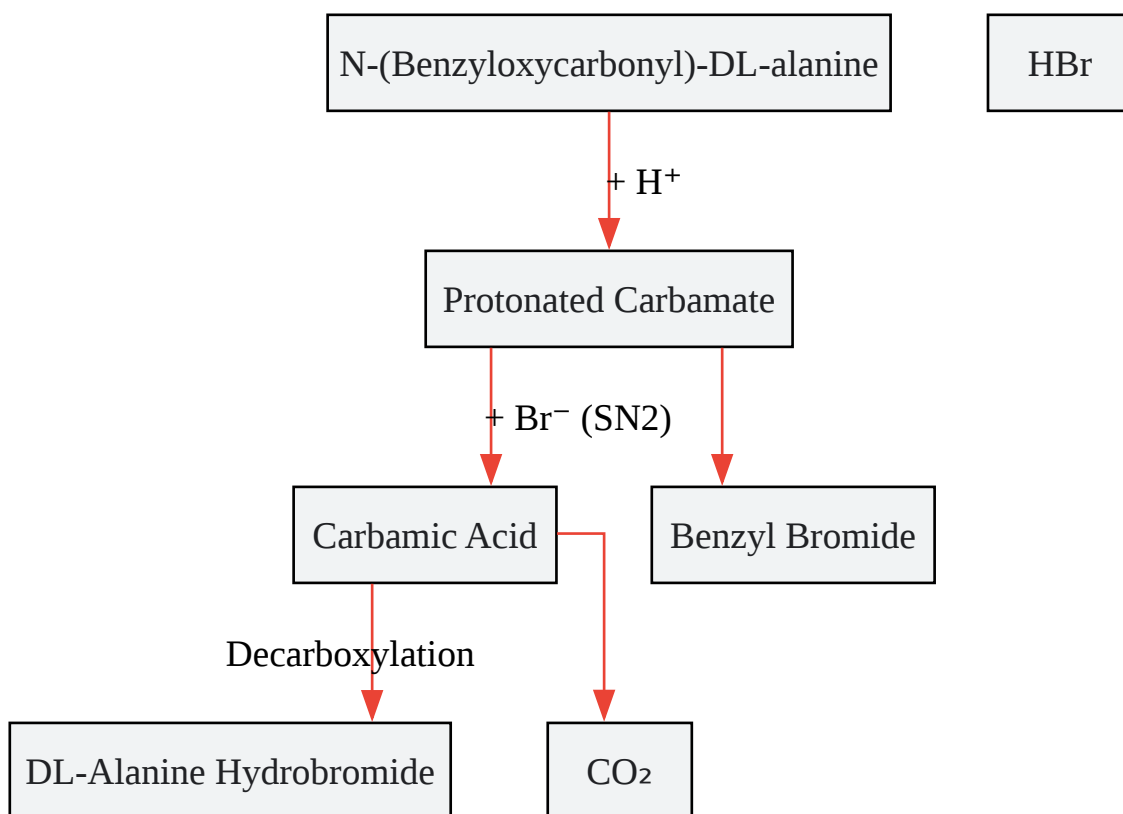 N-(Benzyloxycarbonyl)-DL-alanine
HBr
+ H⁺
Protonated Carbamate
+ Br⁻ (SN2)
Carbamic Acid
Benzyl Bromide
Decarboxylation
DL-Alanine Hydrobromide
CO₂